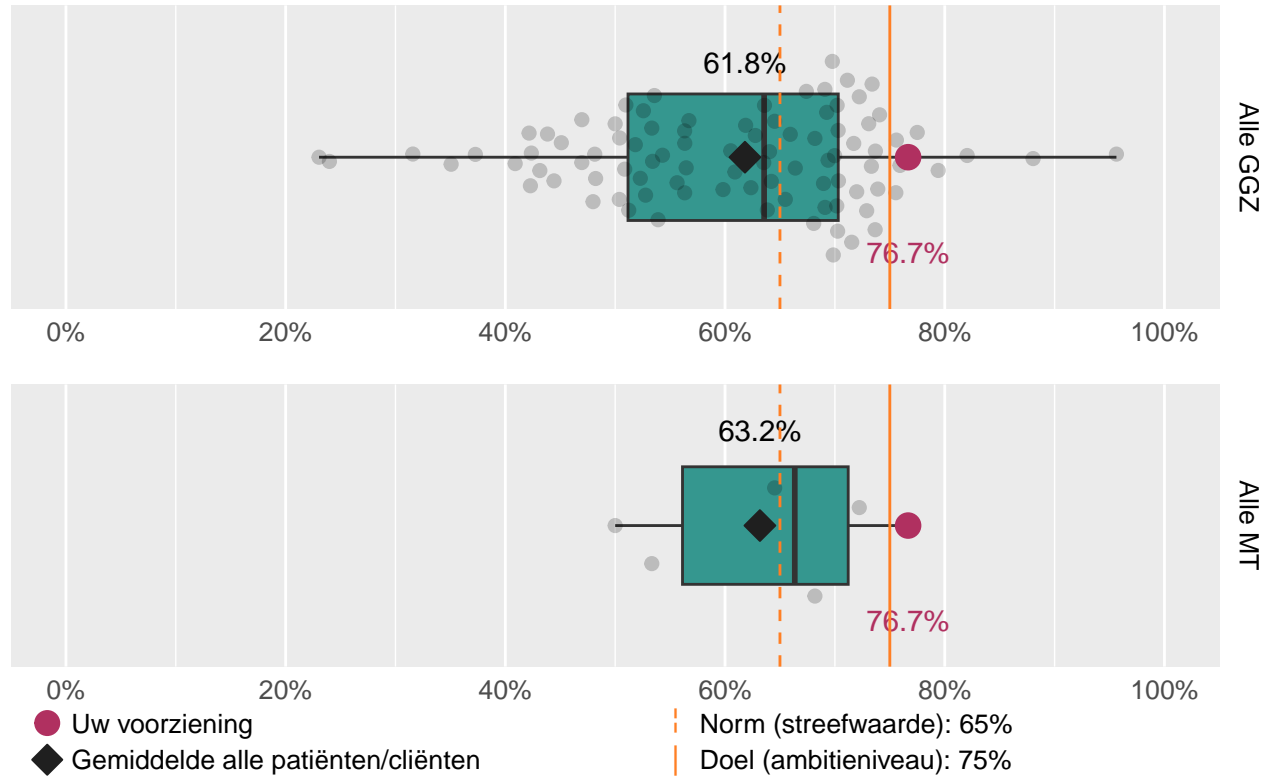 61.8%
Alle GGZ
76.7%
0% 20% 40% 60% 80% 100%
63.2%
Alle MT
76.7%
0% 20% 40% 60% 80% 100%
Uw voorziening
Gemiddelde alle patiënten/cliënten
Norm (streefwaarde): 65%
Doel (ambitieniveau): 75%